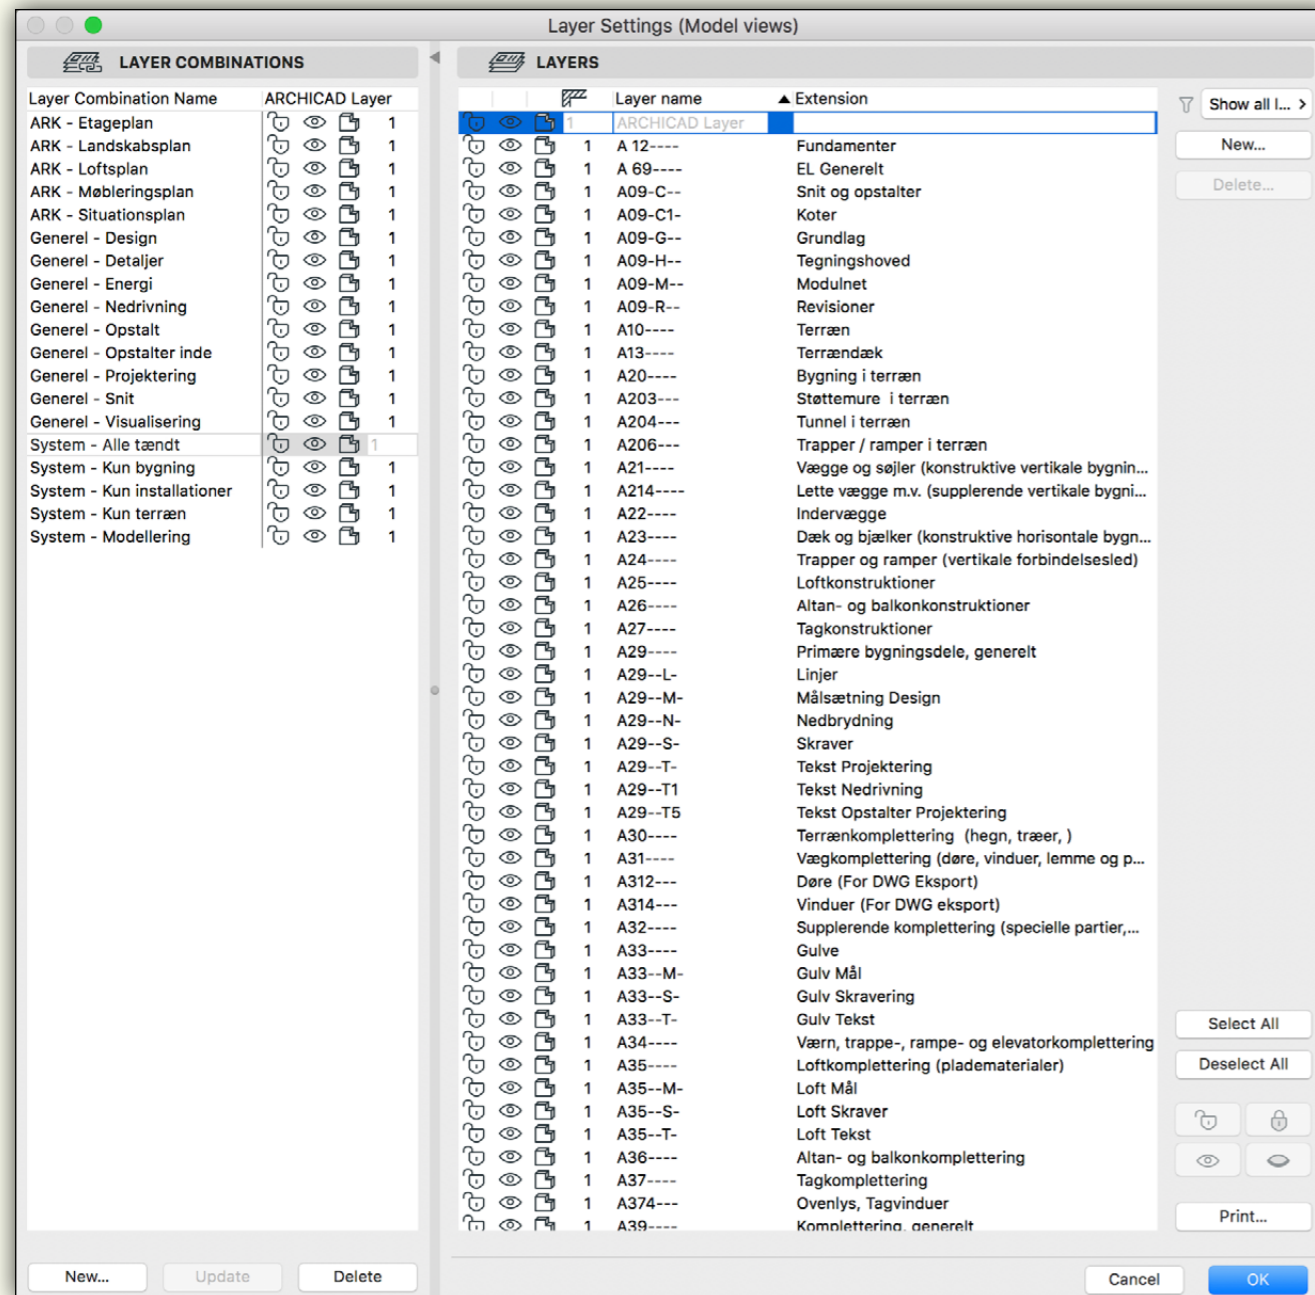 Layer Settings (Model views)
LAYER COMBINATIONS
Layer Combination Name ARCHICAD Layer
ARK - Etageplan 1
ARK - Landskabsplan 1
ARK - Loftsplan 1
ARK - Møbleringsplan 1
ARK - Situationsplan 1
Generel - Design 1
Generel - Detaljer 1
Generel - Energi 1
Generel - Nedrivning 1
Generel - Opstalt 1
Generel - Opstalter inde 1
Generel - Projektering 1
Generel - Snit 1
Generel - Visualisering 1
System - Alle tændt 1
System - Kun bygning 1
System - Kun installationer 1
System - Kun terræn 1
System - Modellering 1
New... Update Delete
LAYERS
Layer name Extension
1 ARCHICAD Layer
1 A 12---- Fundamenter
1 A 69---- EL Generelt
1 A09-C-- Snit og opstalter
1 A09-C1- Koter
1 A09-G-- Grundlag
1 A09-H-- Tegningshoved
1 A09-M-- Modulnet
1 A09-R-- Revisioner
1 A10---- Terræn
1 A13---- Terrændæk
1 A20---- Bygning i terræn
1 A203--- Støttemure  i terræn
1 A204--- Tunnel i terræn
1 A206--- Trapper / ramper i terræn
1 A21---- Vægge og søjler (konstruktive vertikale bygnin...
1 A214---- Lette vægge m.v. (supplerende vertikale bygni...
1 A22---- Indervægge
1 A23---- Dæk og bjælker (konstruktive horisontale bygn...
1 A24---- Trapper og ramper (vertikale forbindelsesled)
1 A25---- Loftkonstruktioner
1 A26---- Altan- og balkonkonstruktioner
1 A27---- Tagkonstruktioner
1 A29---- Primære bygningsdele, generelt
1 A29--L- Linjer
1 A29--M- Målsætning Design
1 A29--N- Nedbrydning
1 A29--S- Skraver
1 A29--T- Tekst Projektering
1 A29--T1 Tekst Nedrivning
1 A29--T5 Tekst Opstalter Projektering
1 A30---- Terrænkomplettering  (hegn, træer, )
1 A31---- Vægkomplettering (døre, vinduer, lemme og p...
1 A312--- Døre (For DWG Eksport)
1 A314--- Vinduer (For DWG eksport)
1 A32---- Supplerende komplettering (specielle partier,...
1 A33---- Gulve
1 A33--M- Gulv Mål
1 A33--S- Gulv Skravering
1 A33--T- Gulv Tekst
1 A34---- Værn, trappe-, rampe- og elevatorkomplettering
1 A35---- Loftkomplettering (pladematerialer)
1 A35--M- Loft Mål
1 A35--S- Loft Skraver
1 A35--T- Loft Tekst
1 A36---- Altan- og balkonkomplettering
1 A37---- Tagkomplettering
1 A374--- Ovenlys, Tagvinduer
1 A39---- Komplettering, generelt
Show all l... >
New...
Delete...
Select All
Deselect All
Print...
Cancel OK